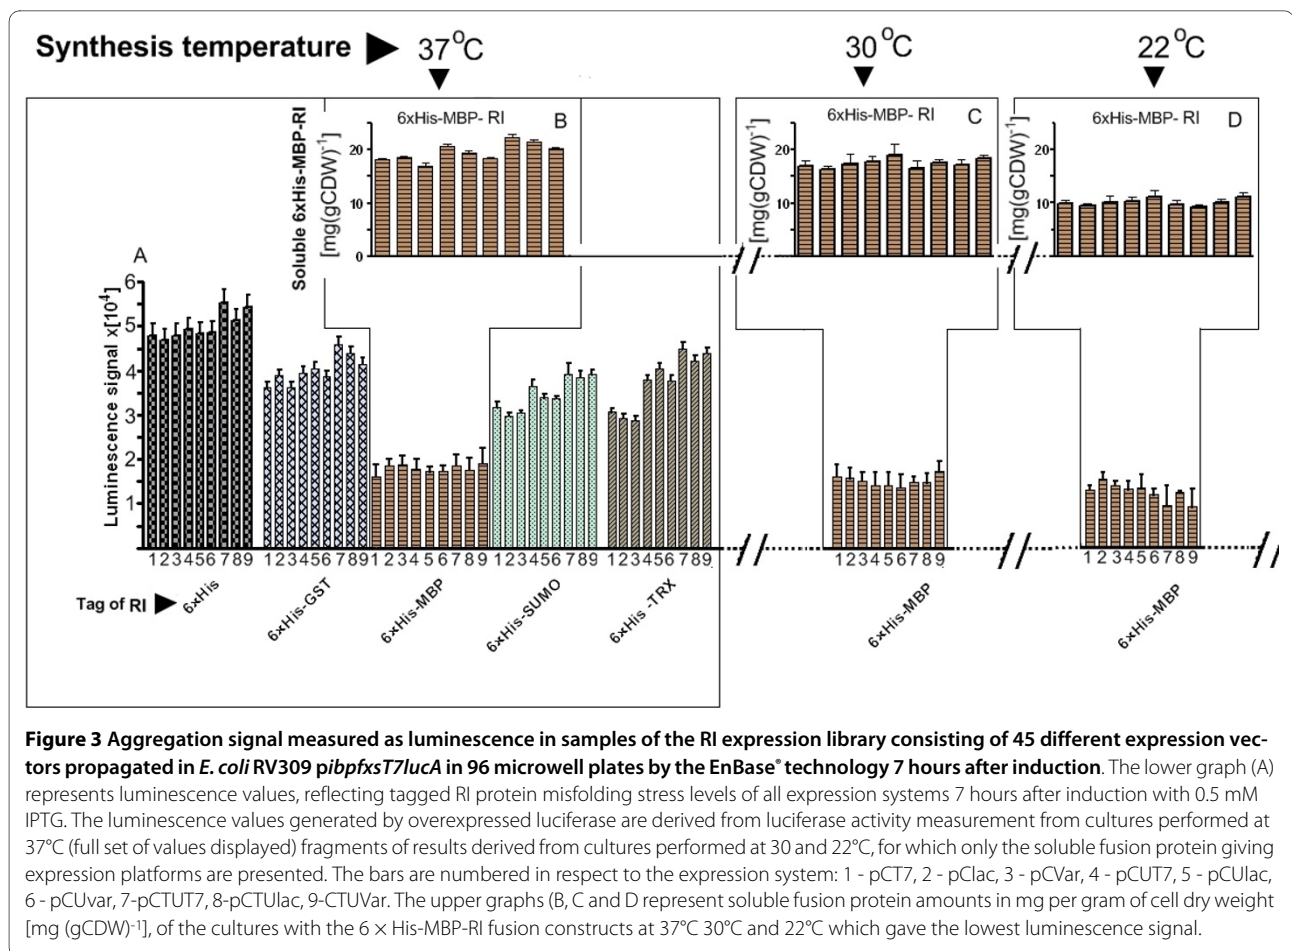 Synthesis temperature ► 37 °C 30 °C 22 °C
6xHis-MBP- RI B
6xHis-MBP- RI C
6xHis-MBP- RI D
Soluble 6xHis-MBP-RI
[mg(gCDW)⁻¹]
20
10
0
[mg(gCDW)⁻¹]
20
10
[mg(gCDW)⁻¹]
20
10
A
Luminescence signal x[10⁴]
6
5
4
3
2
1
1 2 3 4 5 6 7 8 9 1 2 3 4 5 6 7 8 9 1 2 3 4 5 6 7 8 9 1 2 3 4 5 6 7 8 9 1 2 3 4 5 6 7 8 9 1 2 3 4 5 6 7 8 9 1 2 3 4 5 6 7 8 9
Tag of RI ► 6xHis 6xHis-GST 6xHis-MBP 6xHis-SUMO 6xHis -TRX 6xHis-MBP 6xHis-MBP
Figure 3 Aggregation signal measured as luminescence in samples of the RI expression library consisting of 45 different expression vec-
tors propagated in E. coli RV309 pibpfxsT7lucA in 96 microwell plates by the EnBase® technology 7 hours after induction. The lower graph (A)
represents luminescence values, reflecting tagged RI protein misfolding stress levels of all expression systems 7 hours after induction with 0.5 mM
IPTG. The luminescence values generated by overexpressed luciferase are derived from luciferase activity measurement from cultures performed at
37°C (full set of values displayed) fragments of results derived from cultures performed at 30 and 22°C, for which only the soluble fusion protein giving
expression platforms are presented. The bars are numbered in respect to the expression system: 1 - pCT7, 2 - pClac, 3 - pCVar, 4 - pCUT7, 5 - pCUlac,
6 - pCUvar, 7-pCTUT7, 8-pCTUlac, 9-CTUVar. The upper graphs (B, C and D represent soluble fusion protein amounts in mg per gram of cell dry weight
[mg (gCDW)⁻¹], of the cultures with the 6 × His-MBP-RI fusion constructs at 37°C 30°C and 22°C which gave the lowest luminescence signal.